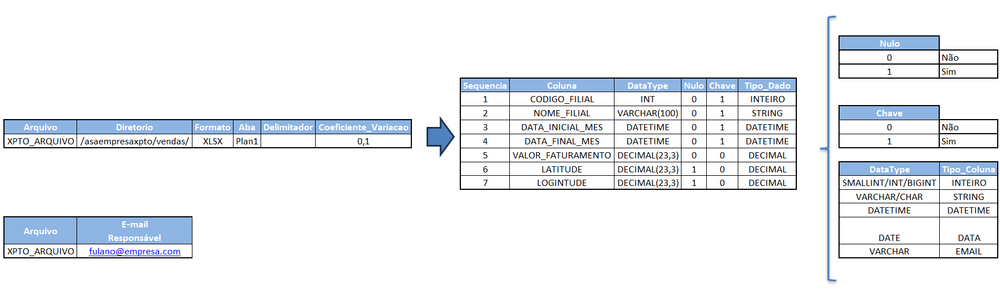 Arquivo Diretorio Formato Aba Delimitador Coeficiente_Variacao
XPTO_ARQUIVO /asaempresaxpto/vendas/ XLSX Plan1 0,1
Arquivo E-mail
Responsável
XPTO_ARQUIVO fulano@empresa.com
Sequencia Coluna DataType Nulo Chave Tipo_Dado
1 CODIGO_FILIAL INT 0 1 INTEIRO
2 NOME_FILIAL VARCHAR(100) 0 1 STRING
3 DATA_INICIAL_MES DATETIME 0 1 DATETIME
4 DATA_FINAL_MES DATETIME 0 1 DATETIME
5 VALOR_FATURAMENTO DECIMAL(23,3) 0 0 DECIMAL
6 LATITUDE DECIMAL(23,3) 1 0 DECIMAL
7 LOGINTUDE DECIMAL(23,3) 1 0 DECIMAL
Nulo
0 Não
1 Sim
Chave
0 Não
1 Sim
DataType Tipo_Coluna
SMALLINT/INT/BIGINT INTEIRO
VARCHAR/CHAR STRING
DATETIME DATETIME
DATE DATA
VARCHAR EMAIL